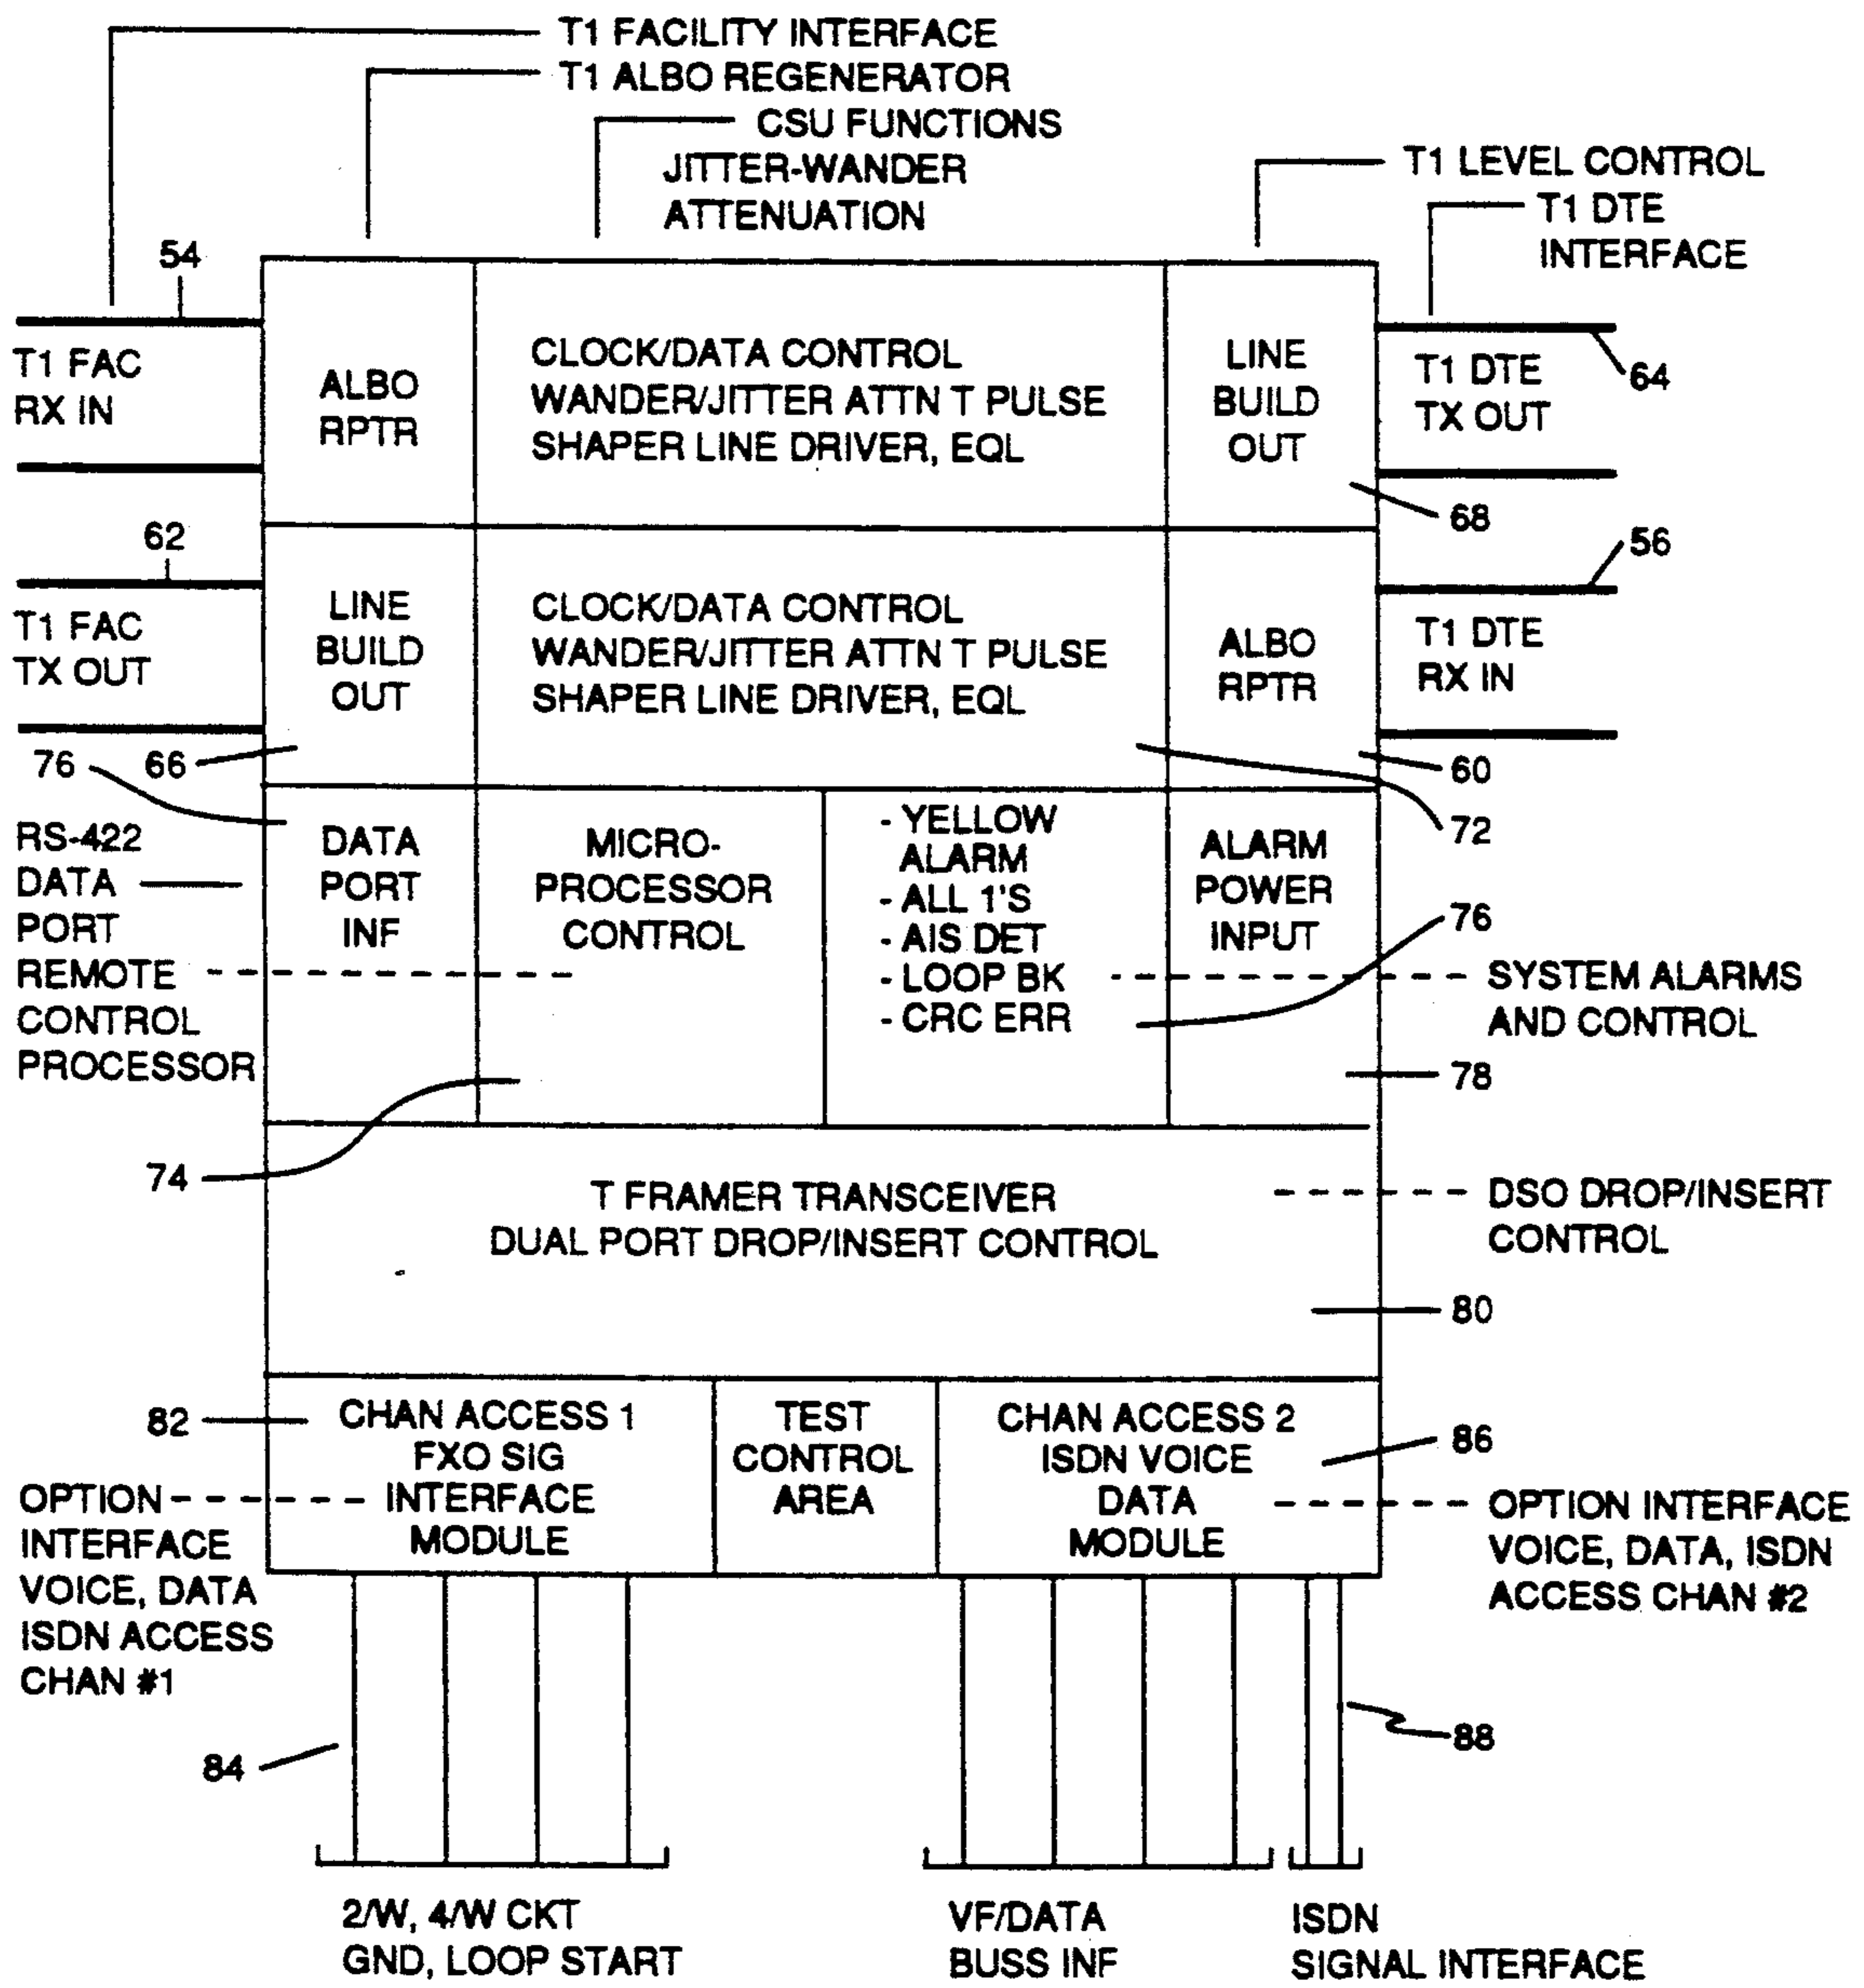 T1 FACILITY INTERFACE
T1 ALBO REGENERATOR
CSU FUNCTIONS
JITTER-WANDER
ATTENUATION
T1 LEVEL CONTROL
T1 DTE
INTERFACE
54
T1 FAC
RX IN
ALBO
RPTR
CLOCK/DATA CONTROL
WANDER/JITTER ATTN T PULSE
SHAPER LINE DRIVER, EQL
LINE
BUILD
OUT
T1 DTE
TX OUT
64
68
62
56
T1 FAC
TX OUT
LINE
BUILD
OUT
CLOCK/DATA CONTROL
WANDER/JITTER ATTN T PULSE
SHAPER LINE DRIVER, EQL
ALBO
RPTR
T1 DTE
RX IN
76
66
60
72
RS-422
DATA
PORT
REMOTE
CONTROL
PROCESSOR
DATA
PORT
INF
MICRO-
PROCESSOR
CONTROL
- YELLOW
ALARM
- ALL 1'S
- AIS DET
- LOOP BK
- CRC ERR
ALARM
POWER
INPUT
76
SYSTEM ALARMS
AND CONTROL
78
74
T FRAMER TRANSCEIVER
DUAL PORT DROP/INSERT CONTROL
DSO DROP/INSERT
CONTROL
80
82
CHAN ACCESS 1
FXO SIG
INTERFACE
MODULE
TEST
CONTROL
AREA
CHAN ACCESS 2
ISDN VOICE
DATA
MODULE
86
OPTION
INTERFACE
VOICE, DATA
ISDN ACCESS
CHAN #1
OPTION INTERFACE
VOICE, DATA, ISDN
ACCESS CHAN #2
84
88
2/W, 4/W CKT
GND, LOOP START
VF/DATA
BUSS INF
ISDN
SIGNAL INTERFACE